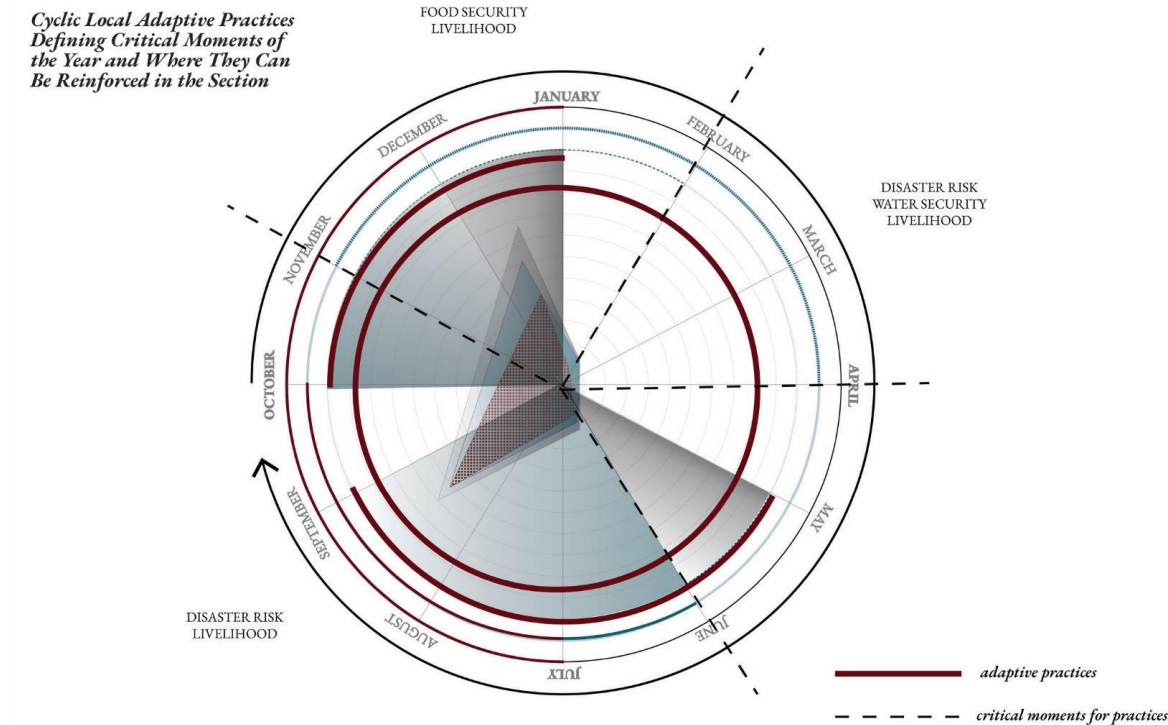 Cyclic Local Adaptive Practices
Defining Critical Moments of
the Year and Where They Can
Be Reinforced in the Section
FOOD SECURITY
LIVELIHOOD
JANUARY
FEBRUARY
MARCH
APRIL
MAY
JUNE
JULY
AUGUST
SEPTEMBER
OCTOBER
NOVEMBER
DECEMBER
DISASTER RISK
WATER SECURITY
LIVELIHOOD
DISASTER RISK
LIVELIHOOD
adaptive practices
critical moments for practices